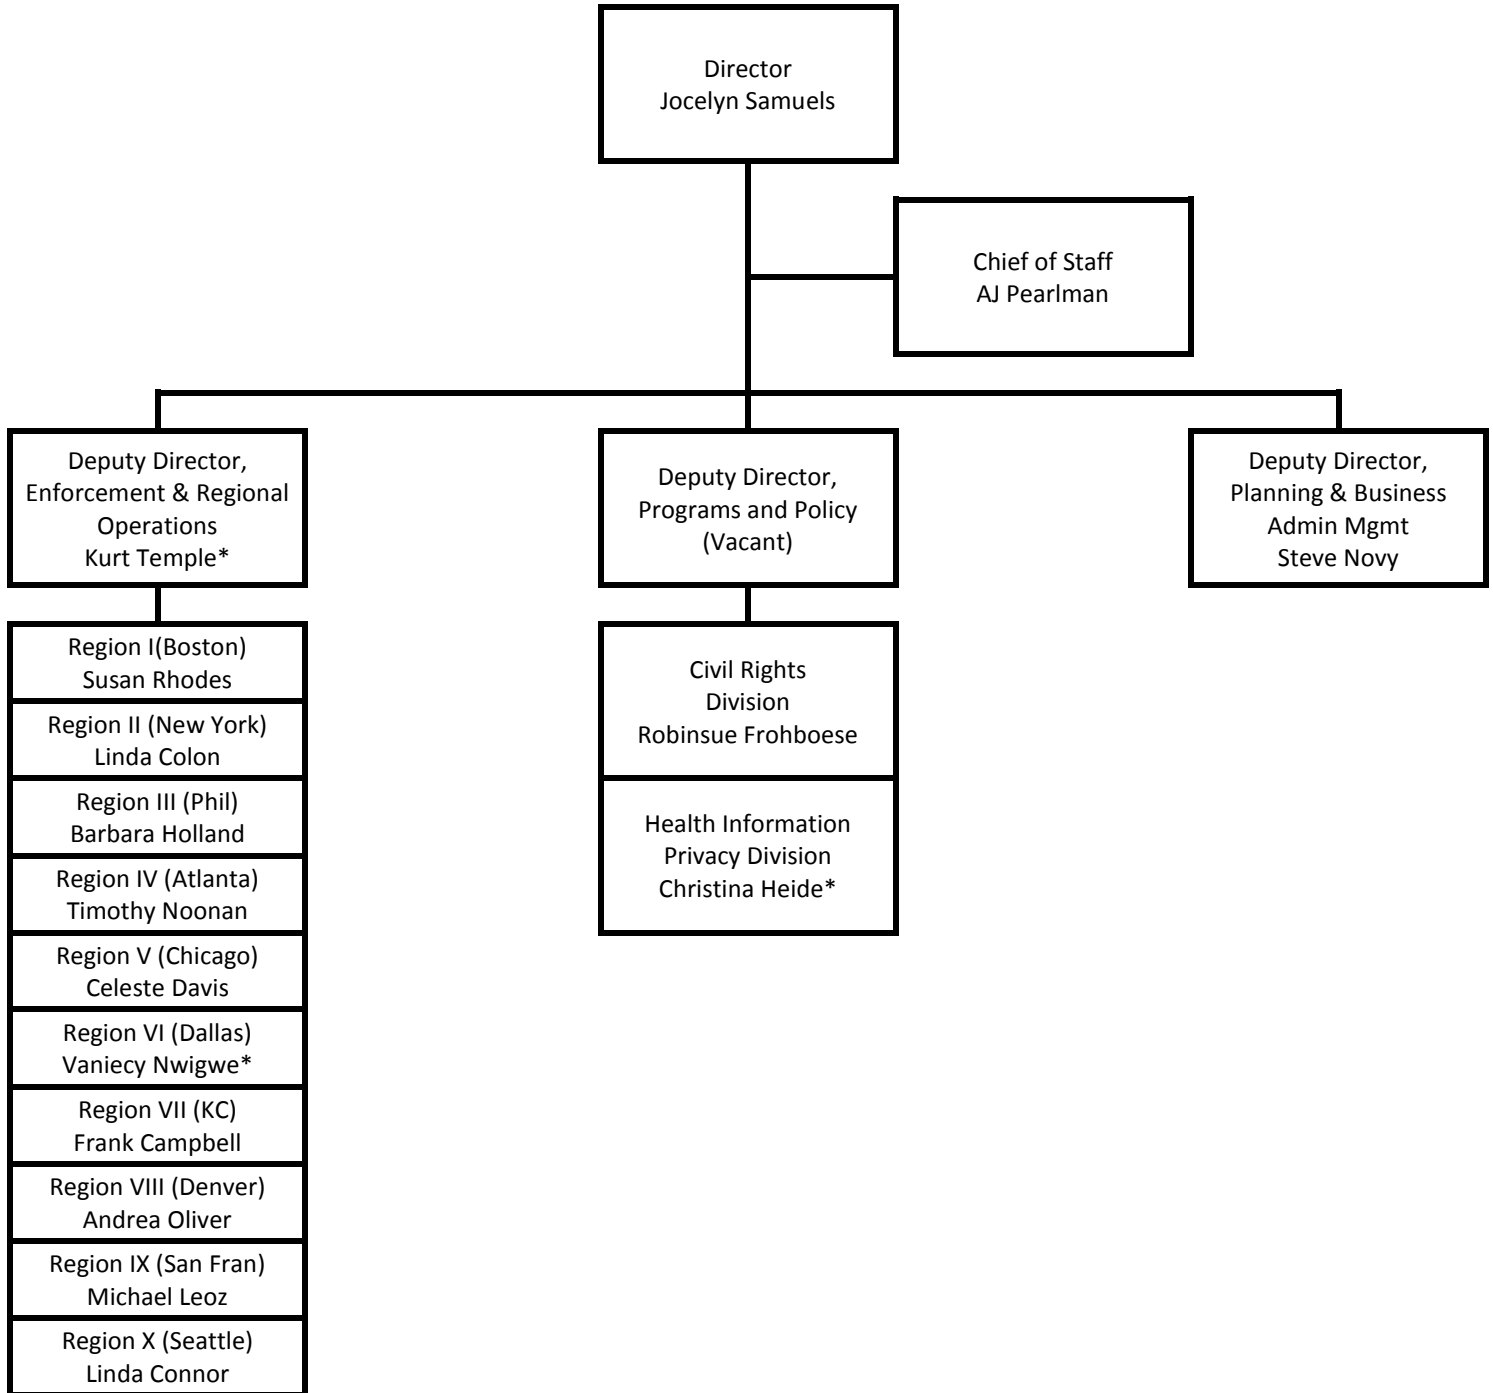 Director
Jocelyn Samuels
Chief of Staff
AJ Pearlman
Deputy Director,
Enforcement & Regional
Operations
Kurt Temple*
Deputy Director,
Programs and Policy
(Vacant)
Deputy Director,
Planning & Business
Admin Mgmt
Steve Novy
Region I(Boston)
Susan Rhodes
Region II (New York)
Linda Colon
Region III (Phil)
Barbara Holland
Region IV (Atlanta)
Timothy Noonan
Region V (Chicago)
Celeste Davis
Region VI (Dallas)
Vaniecy Nwigwe*
Region VII (KC)
Frank Campbell
Region VIII (Denver)
Andrea Oliver
Region IX (San Fran)
Michael Leoz
Region X (Seattle)
Linda Connor
Civil Rights
Division
Robinsue Frohboese
Health Information
Privacy Division
Christina Heide*